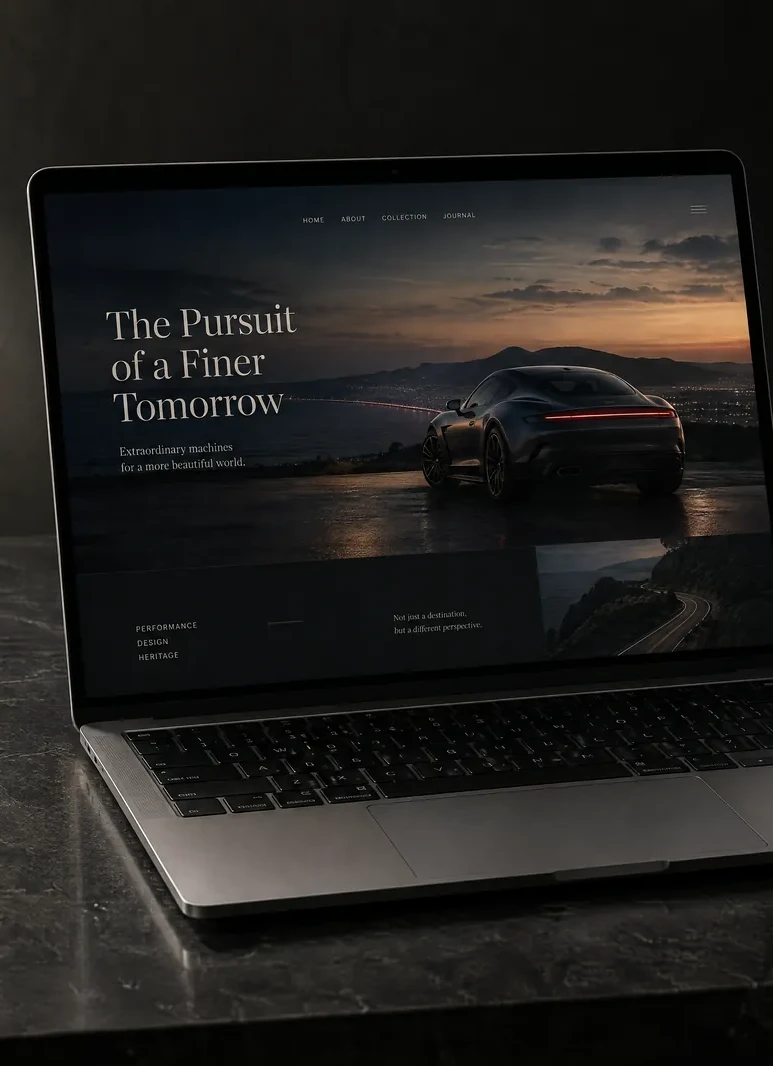 HOME ABOUT COLLECTION JOURNAL
The Pursuit
of a Finer
Tomorrow
Extraordinary machines
for a more beautiful world.
PERFORMANCE
DESIGN
HERITAGE
Not just a destination,
but a different perspective.